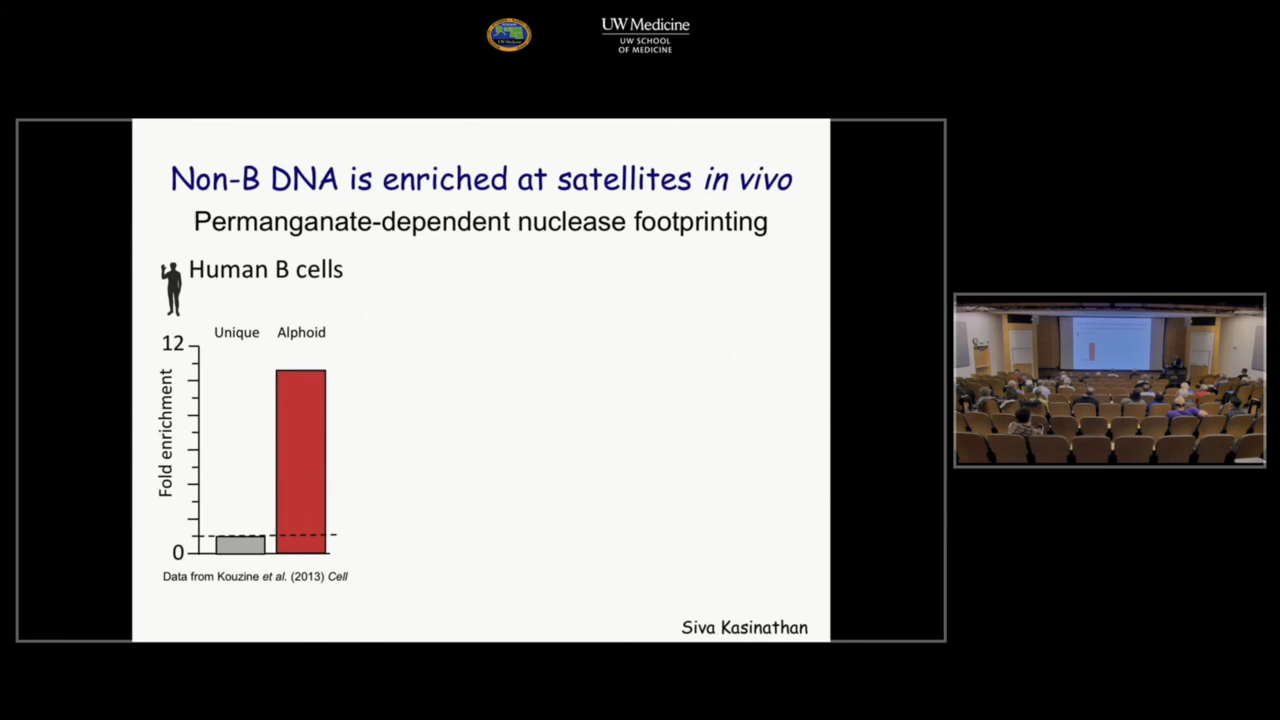 UW Medicine
UW SCHOOL
OF MEDICINE
Non-B DNA is enriched at satellites in vivo
Permanganate-dependent nuclease footprinting
Human B cells
Unique Alphoid
12
Fold enrichment
0
Data from Kouzine et al. (2013) Cell
Siva Kasinathan